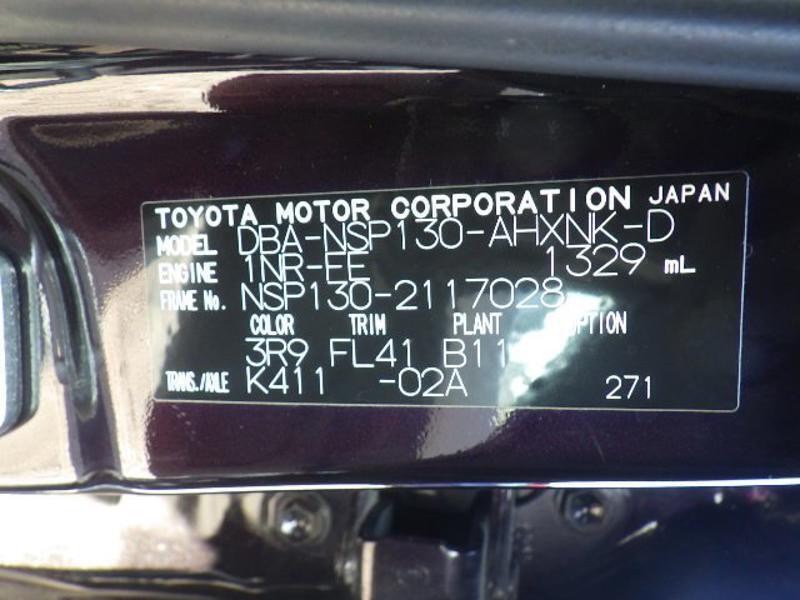 TOYOTA MOTOR CORPORATION JAPAN
MODEL DBA-NSP130-AHXNK-D
ENGINE 1NR-FE 1329 mL
FRAME No. NSP130-2117028
COLOR TRIM PLANT OPTION
3R9 FL41 B11
TRANS./AXLE K411 -02A 271